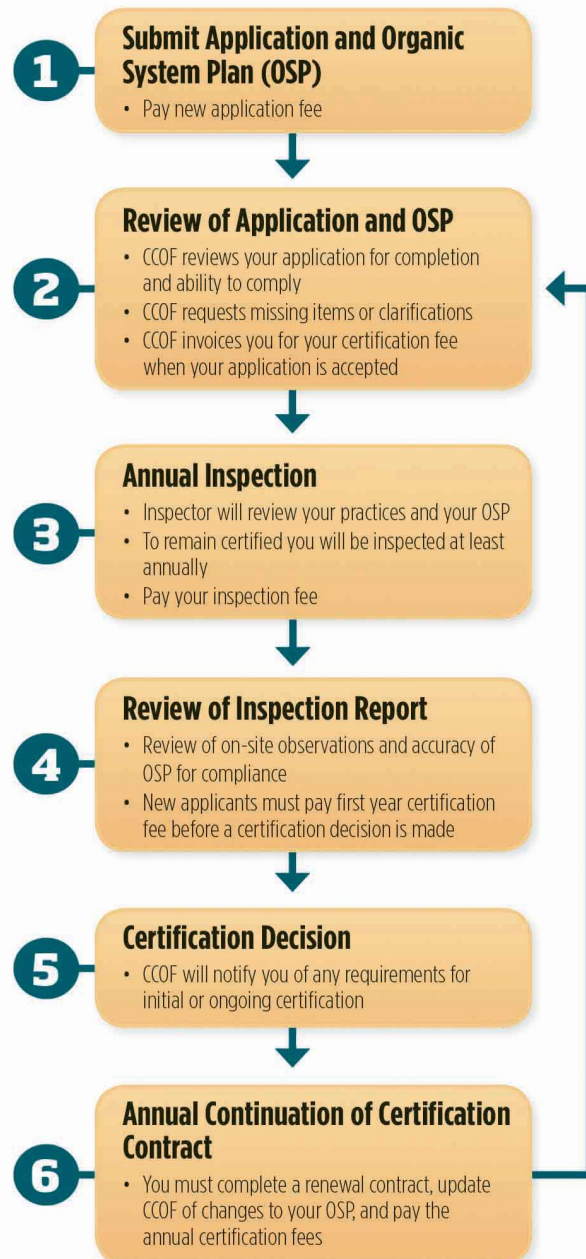 1
Submit Application and Organic
System Plan (OSP)
• Pay new application fee
2
Review of Application and OSP
• CCOF reviews your application for completion
and ability to comply
• CCOF requests missing items or clarifications
• CCOF invoices you for your certification fee
when your application is accepted
3
Annual Inspection
• Inspector will review your practices and your OSP
• To remain certified you will be inspected at least
annually
• Pay your inspection fee
4
Review of Inspection Report
• Review of on-site observations and accuracy of
OSP for compliance
• New applicants must pay first year certification
fee before a certification decision is made
5
Certification Decision
• CCOF will notify you of any requirements for
initial or ongoing certification
6
Annual Continuation of Certification
Contract
• You must complete a renewal contract, update
CCOF of changes to your OSP, and pay the
annual certification fees